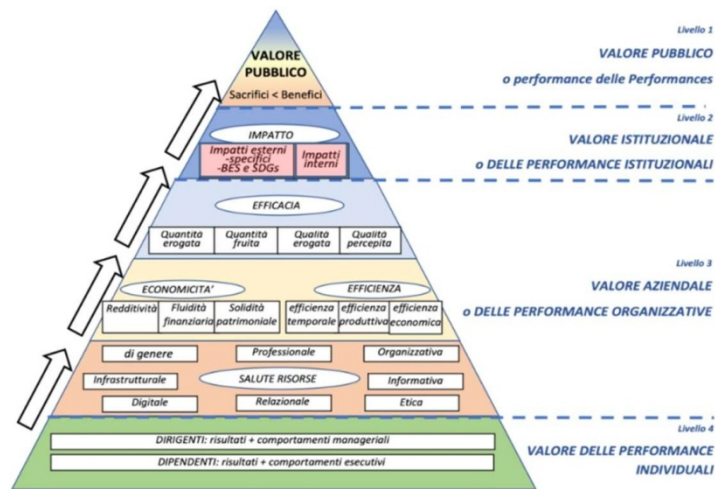 Livello 1
VALORE
PUBBLICO
VALORE PUBBLICO
o performance delle Performances
Sacrifici < Benefici
Livello 2
IMPATTO
VALORE ISTITUZIONALE
Impatti esterni
-specifici
-BES e SDGs
Impatti
interni
o DELLE PERFORMANCE ISTITUZIONALI
EFFICACIA
Quantità
erogata
Quantità
fruita
Qualità
erogata
Qualità
percepita
Livello 3
ECONOMICITA'
EFFICIENZA
VALORE AZIENDALE
o DELLE PERFORMANCE ORGANIZZATIVE
Redditività
Fluidità
finanziaria
Solidità
patrimoniale
efficienza
temporale
efficienza
produttiva
efficienza
economica
di genere
Professionale
Organizzativa
Infrastrutturale
SALUTE RISORSE
Informativa
Digitale
Relazionale
Etica
Livello 4
DIRIGENTI: risultati + comportamenti manageriali
DIPENDENTI: risultati + comportamenti esecutivi
VALORE DELLE PERFORMANCE
INDIVIDUALI